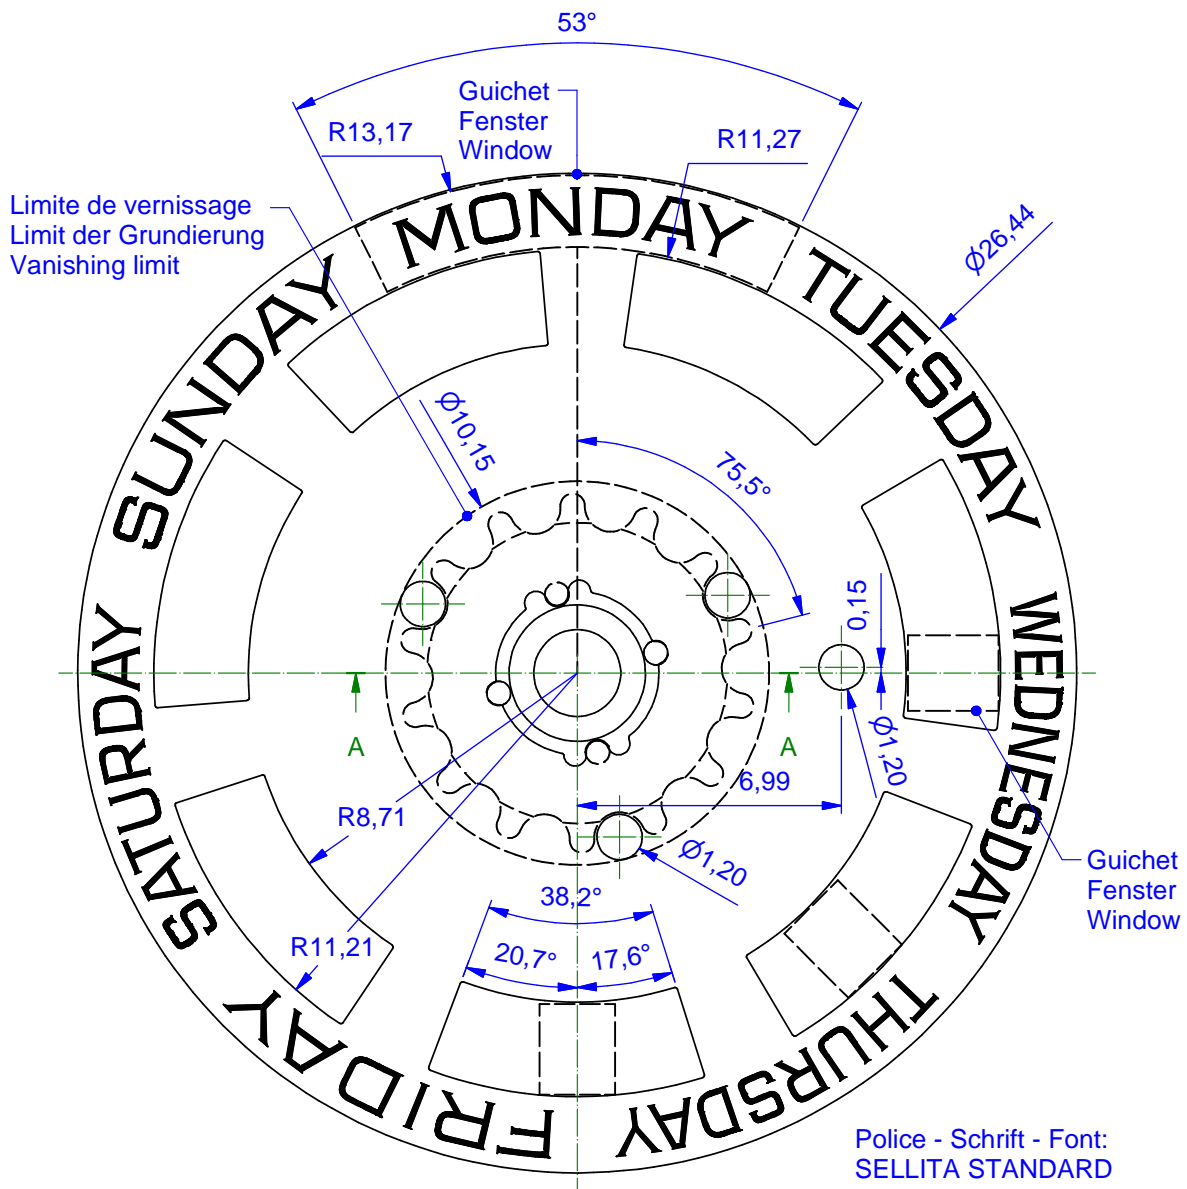 53°
Guichet
Fenster
Window
R13,17
R11,27
Limite de vernissage
Limit der Grundierung
Vanishing limit
Ø26,44
MONDAY
TUESDAY
WEDNESDAY
THURSDAY
FRIDAY
SATURDAY
SUNDAY
Ø10,15
75,5°
0,15
A
A
Ø1,20
6,99
R8,71
Ø1,20
Guichet
Fenster
Window
38,2°
R11,21
20,7°
17,6°
Police - Schrift - Font:
SELLITA STANDARD